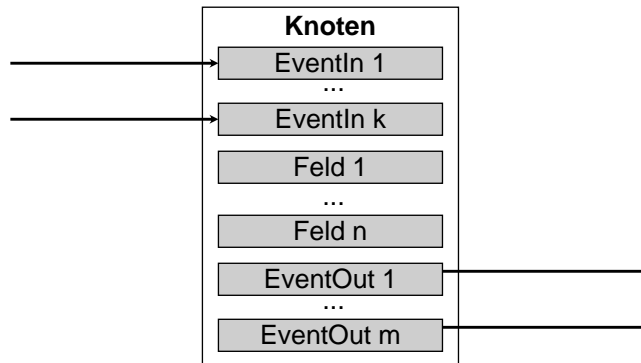 Knoten
EventIn 1
...
EventIn k
Feld 1
...
Feld n
EventOut 1
...
EventOut m